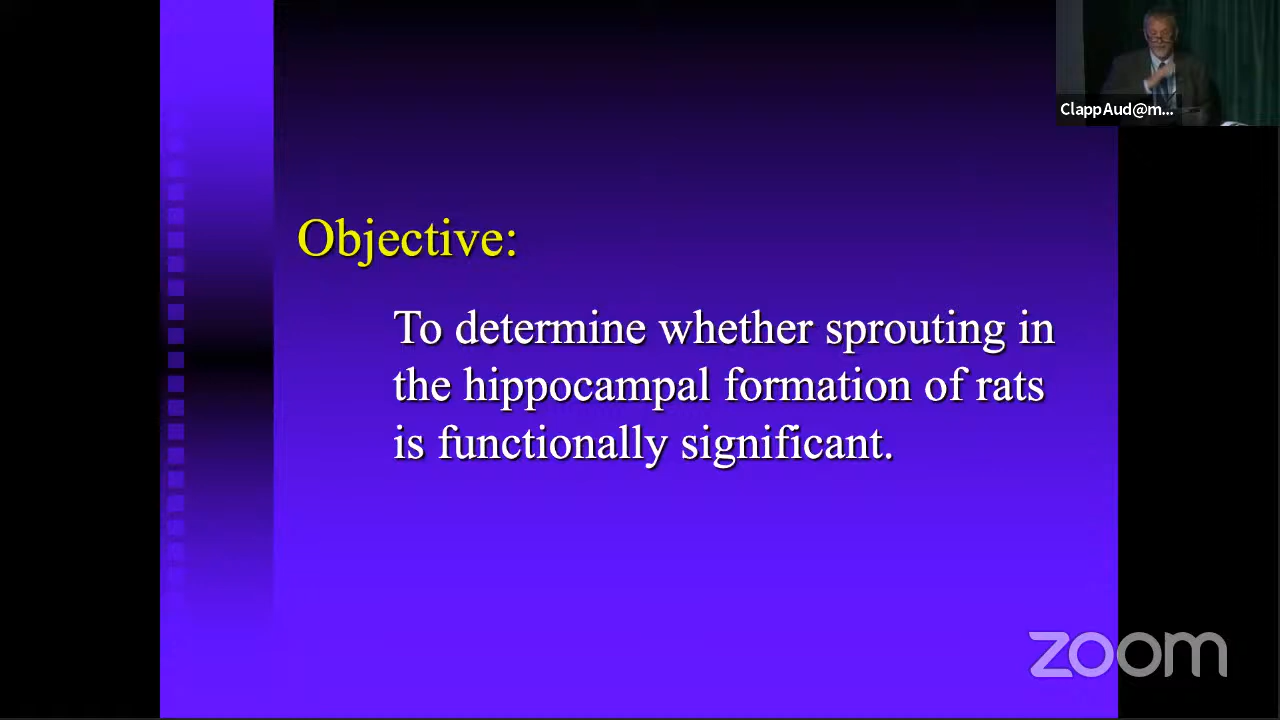 ClappAud@m...
Objective:
To determine whether sprouting in
the hippocampal formation of rats
is functionally significant.
zoom